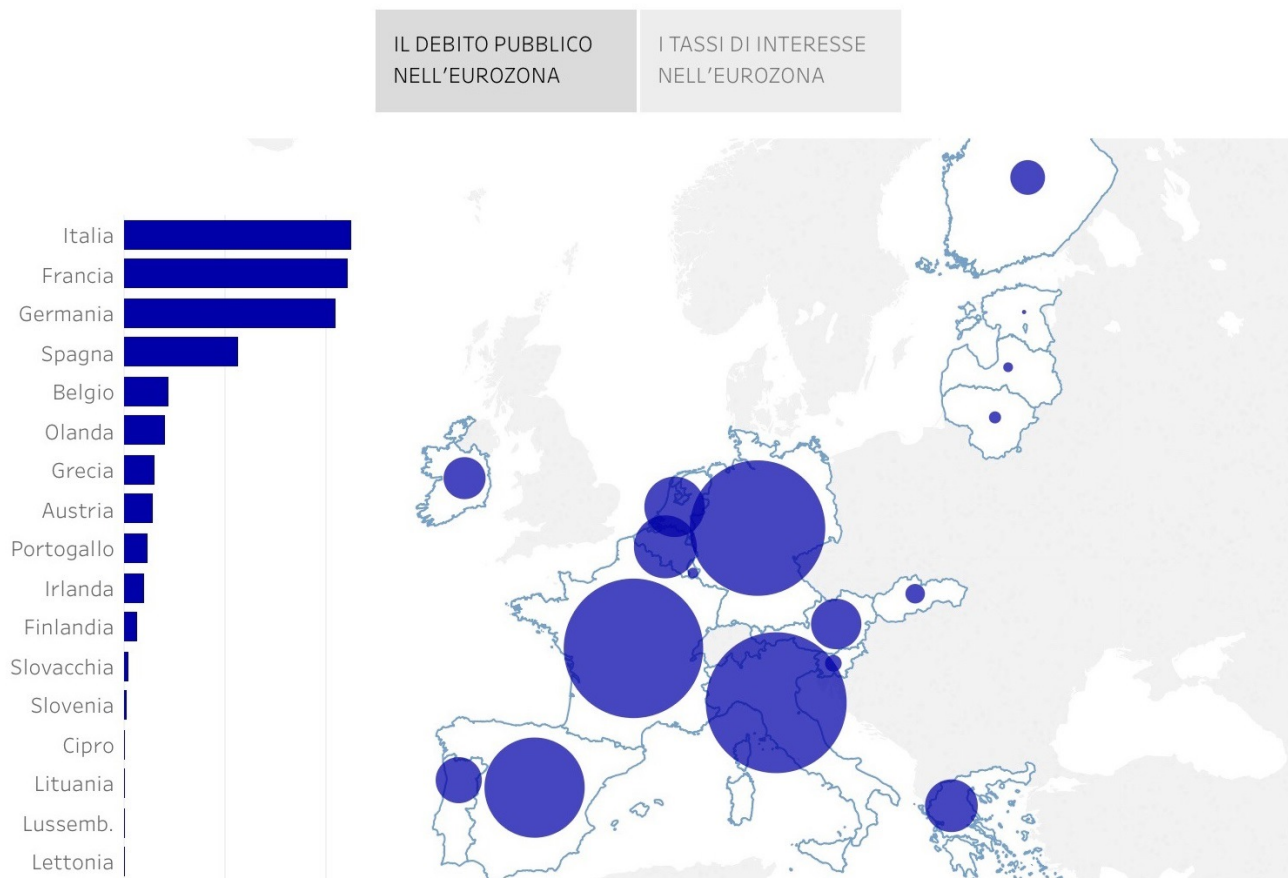 IL DEBITO PUBBLICO
NELL'EUROZONA
I TASSI DI INTERESSE
NELL'EUROZONA
Italia
Francia
Germania
Spagna
Belgio
Olanda
Grecia
Austria
Portogallo
Irlanda
Finlandia
Slovacchia
Slovenia
Cipro
Lituania
Lussemb.
Lettonia